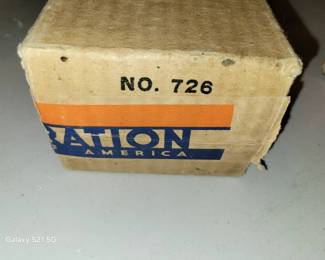 NO. 726
RATION
AMERICA
Galaxy S21 5G